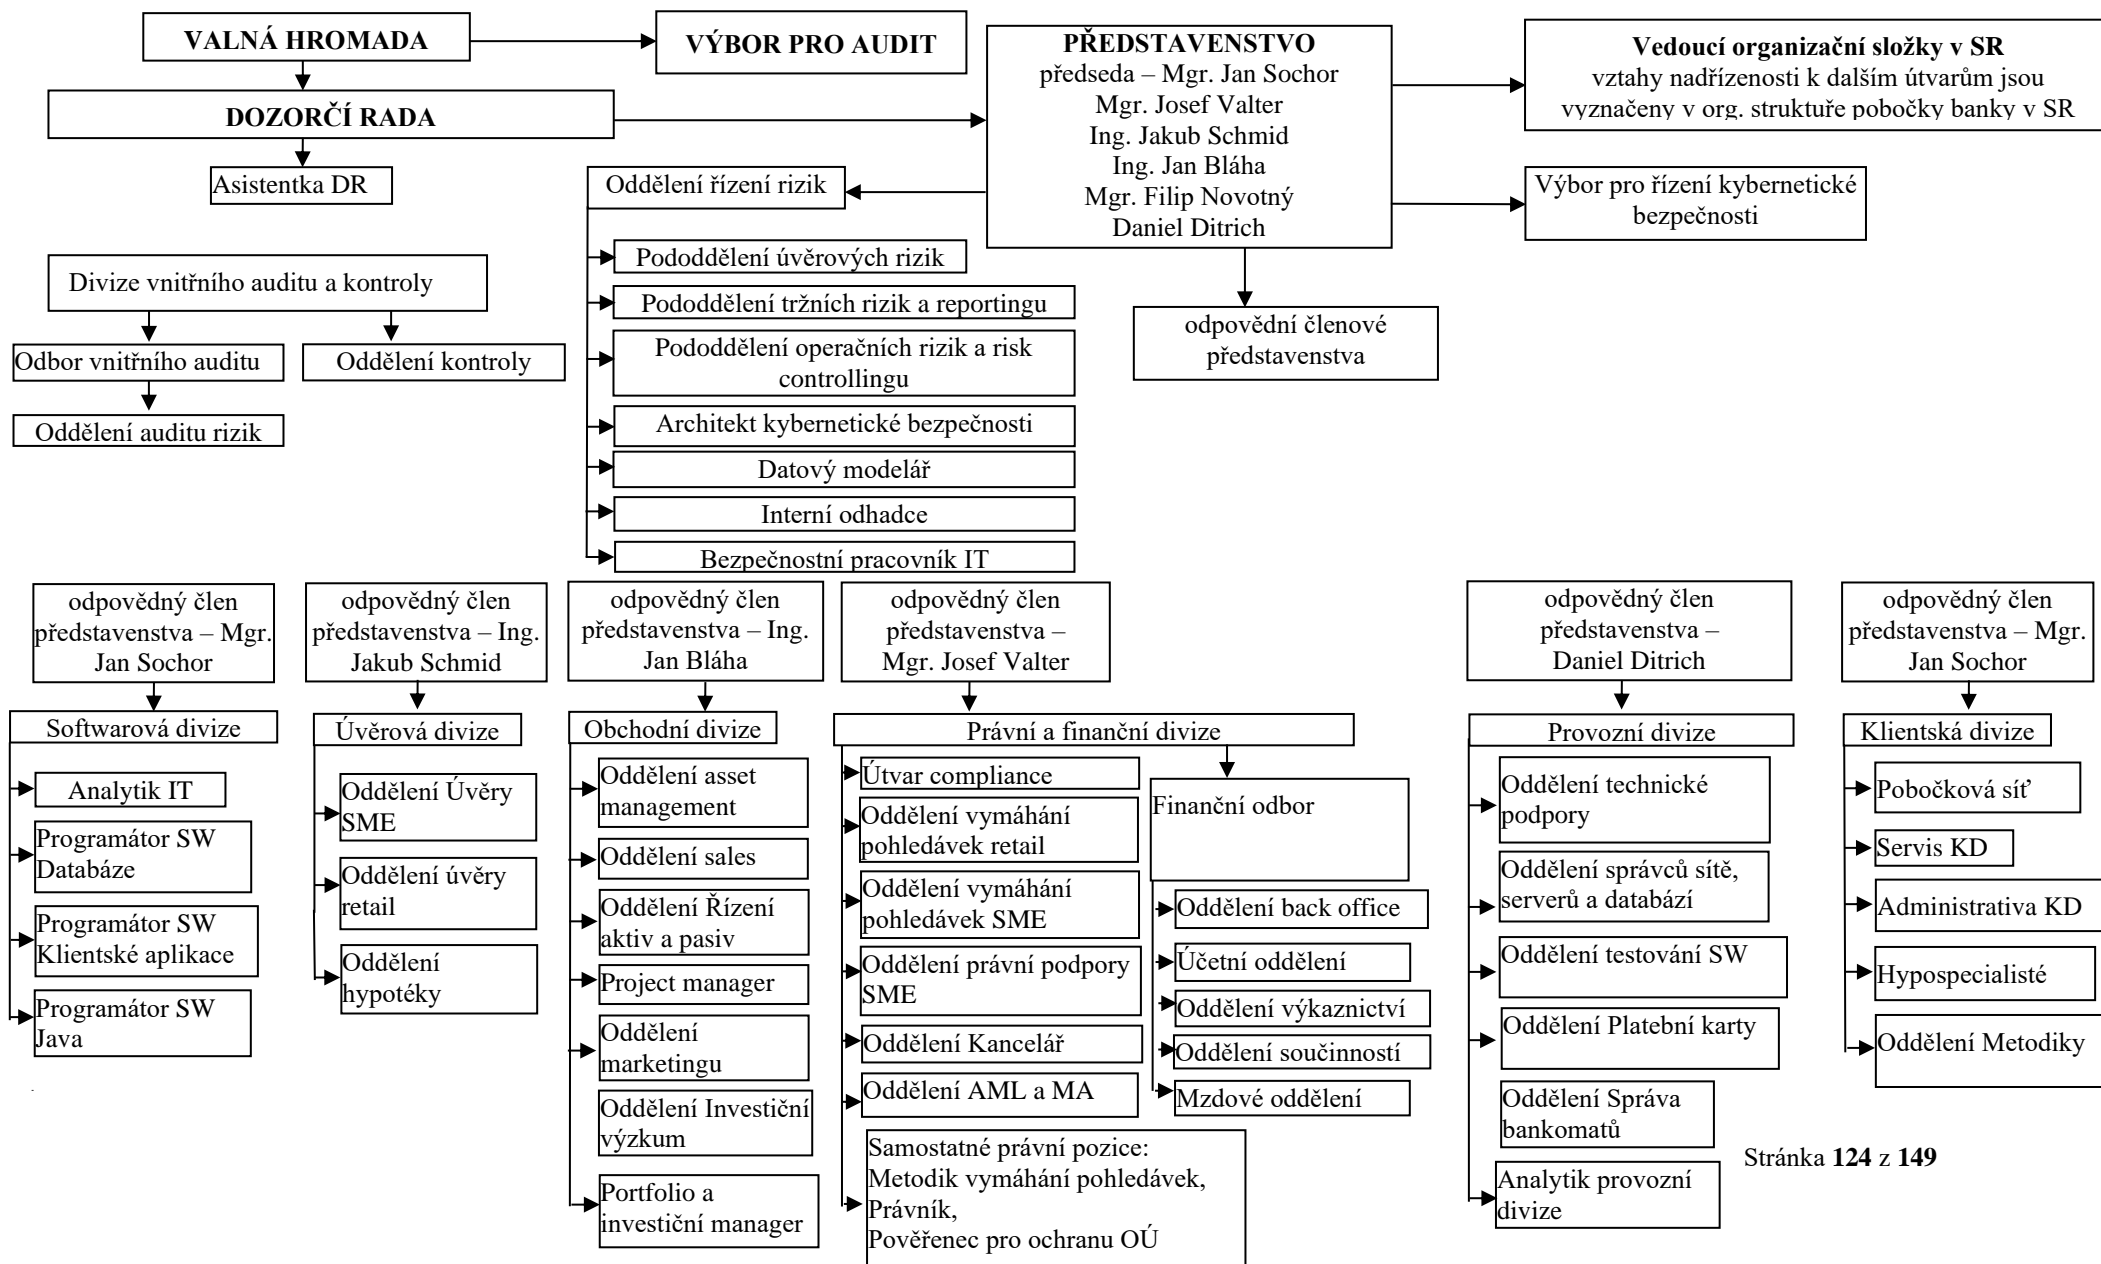 VALNÁ HROMADA
VÝBOR PRO AUDIT
PŘEDSTAVENSTVO
předseda – Mgr. Jan Sochor
Mgr. Josef Valter
Ing. Jakub Schmid
Ing. Jan Bláha
Mgr. Filip Novotný
Daniel Ditrich
Vedoucí organizační složky v SR
vztahy nadřízenosti k dalším útvarům jsou
vyznačeny v org. struktuře pobočky banky v SR
DOZORČÍ RADA
Asistentka DR
Oddělení řízení rizik
Výbor pro řízení kybernetické
bezpečnosti
Pododdělení úvěrových rizik
Pododdělení tržních rizik a reportingu
Pododdělení operačních rizik a risk
controllingu
Architekt kybernetické bezpečnosti
Datový modelář
Interní odhadce
Bezpečnostní pracovník IT
Divize vnitřního auditu a kontroly
Odbor vnitřního auditu
Oddělení kontroly
Oddělení auditu rizik
odpovědní členové
představenstva
odpovědný člen
představenstva – Mgr.
Jan Sochor
Softwarová divize
Analytik IT
Programátor SW
Databáze
Programátor SW
Klientské aplikace
Programátor SW
Java
odpovědný člen
představenstva – Ing.
Jakub Schmid
Úvěrová divize
Oddělení Úvěry
SME
Oddělení úvěry
retail
Oddělení
hypotéky
odpovědný člen
představenstva – Ing.
Jan Bláha
Obchodní divize
Oddělení asset
management
Oddělení sales
Oddělení Řízení
aktiv a pasiv
Project manager
Oddělení
marketingu
Oddělení Investiční
výzkum
Portfolio a
investiční manager
odpovědný člen
představenstva –
Mgr. Josef Valter
Právní a finanční divize
Útvar compliance
Oddělení vymáhání
pohledávek retail
Oddělení vymáhání
pohledávek SME
Oddělení právní podpory
SME
Oddělení Kancelář
Oddělení AML a MA
Samostatné právní pozice:
Metodik vymáhání pohledávek,
Právník,
Pověřenec pro ochranu OÚ
Finanční odbor
Oddělení back office
Účetní oddělení
Oddělení výkaznictví
Oddělení součinností
Mzdové oddělení
odpovědný člen
představenstva –
Daniel Ditrich
Provozní divize
Oddělení technické
podpory
Oddělení správců sítě,
serverů a databází
Oddělení testování SW
Oddělení Platební karty
Oddělení Správa
bankomatů
Analytik provozní
divize
odpovědný člen
představenstva – Mgr.
Jan Sochor
Klientská divize
Pobočková síť
Servis KD
Administrativa KD
Hypospecialisté
Oddělení Metodiky
Stránka 124 z 149